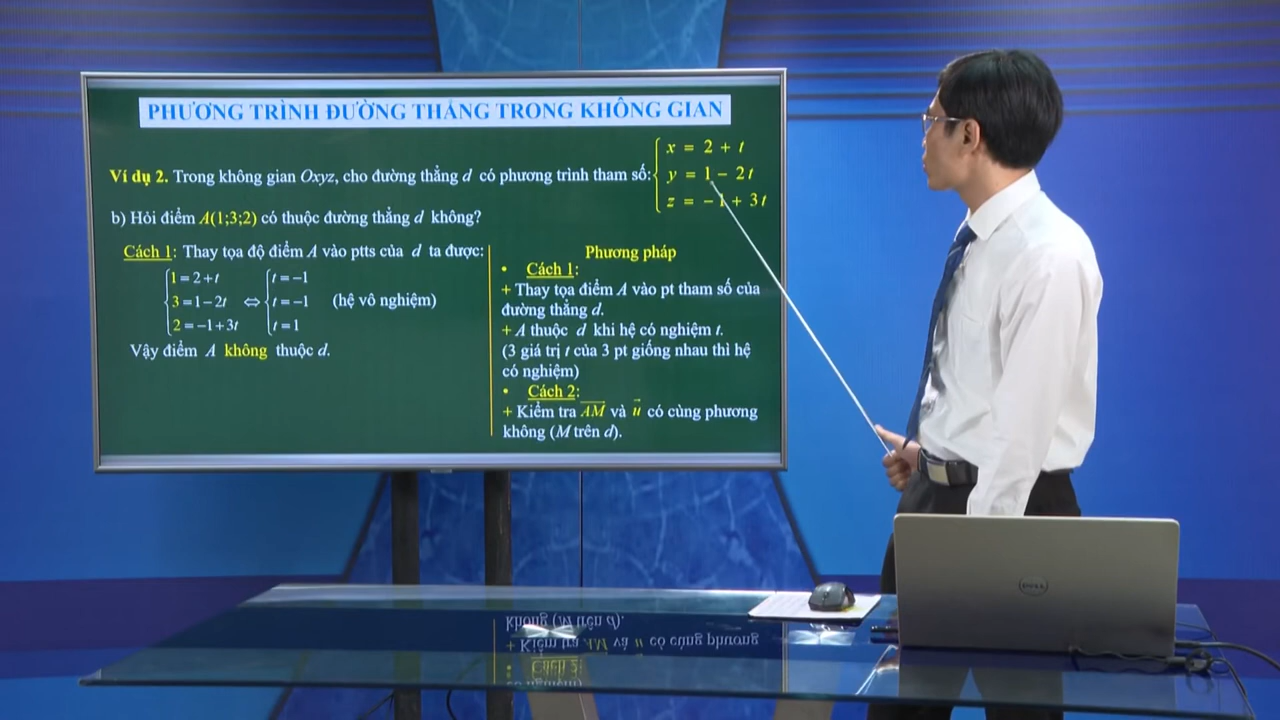 PHƯƠNG TRÌNH ĐƯỜNG THẲNG TRONG KHÔNG GIAN
Ví dụ 2. Trong không gian Oxyz, cho đường thẳng d có phương trình tham số:
x = 2 + t
y = 1 − 2t
z = −1 + 3t
b) Hỏi điểm A(1;3;2) có thuộc đường thẳng d không?
Cách 1: Thay tọa độ điểm A vào ptts của d ta được:
1 = 2 + t t = −1
3 = 1 − 2t ⇔ t = −1 (hệ vô nghiệm)
2 = −1 + 3t t = 1
Vậy điểm A không thuộc d.
Phương pháp
• Cách 1:
+ Thay tọa điểm A vào pt tham số của
đường thẳng d.
+ A thuộc d khi hệ có nghiệm t.
(3 giá trị t của 3 pt giống nhau thì hệ
có nghiệm)
• Cách 2:
+ Kiểm tra AM và u có cùng phương
không (M trên d).
DELL